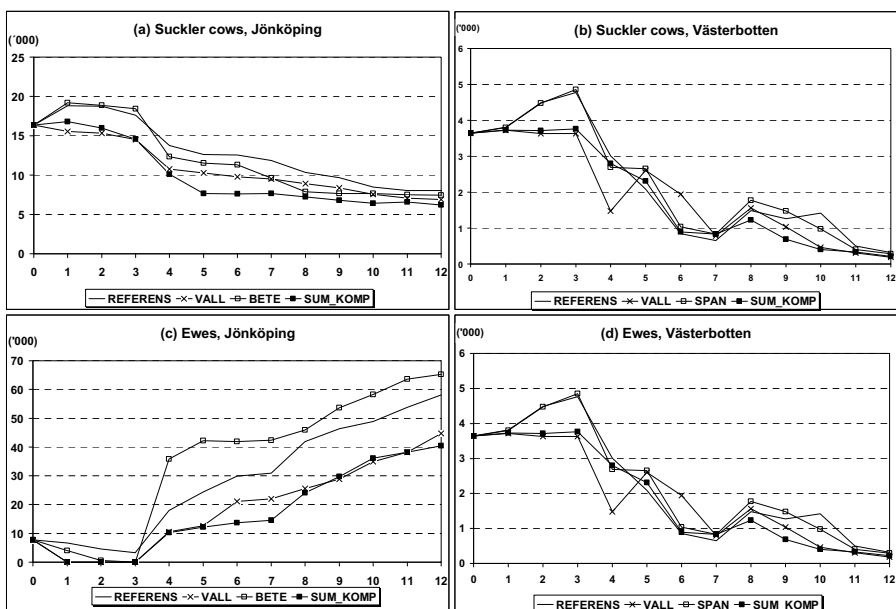 (a) Suckler cows, Jönköping
(´000)
25
20
15
10
5
0
0 1 2 3 4 5 6 7 8 9 10 11 12
REFERENS VALL BETE SUM_KOMP
(b) Suckler cows, Västerbotten
('000)
6
5
4
3
2
1
0
0 1 2 3 4 5 6 7 8 9 10 11 12
REFERENS VALL SPAN SUM_KOMP
(c) Ewes, Jönköping
('000)
70
60
50
40
30
20
10
0
0 1 2 3 4 5 6 7 8 9 10 11 12
REFERENS VALL BETE SUM_KOMP
(d) Ewes, Västerbotten
('000)
6
5
4
3
2
1
0
0 1 2 3 4 5 6 7 8 9 10 11 12
REFERENS VALL SPAN SUM_KOMP